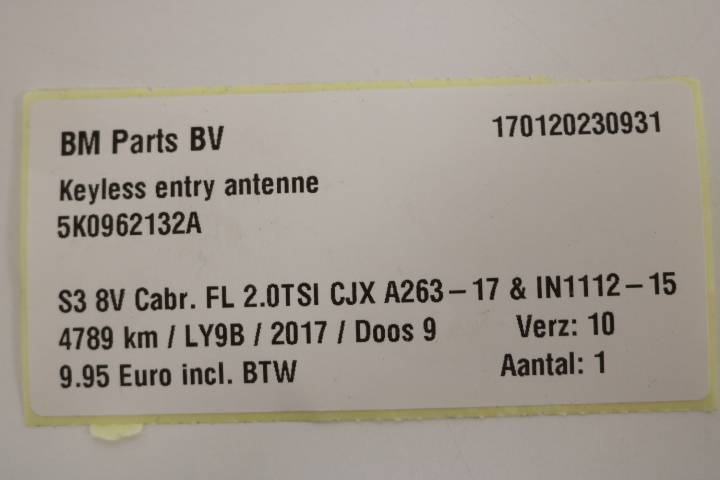 BM Parts BV 170120230931
Keyless entry antenne
5K0962132A
S3 8V Cabr. FL 2.0TSI CJX A263-17 & IN1112-15
4789 km / LY9B / 2017 / Doos 9 Verz: 10
9.95 Euro incl. BTW Aantal: 1